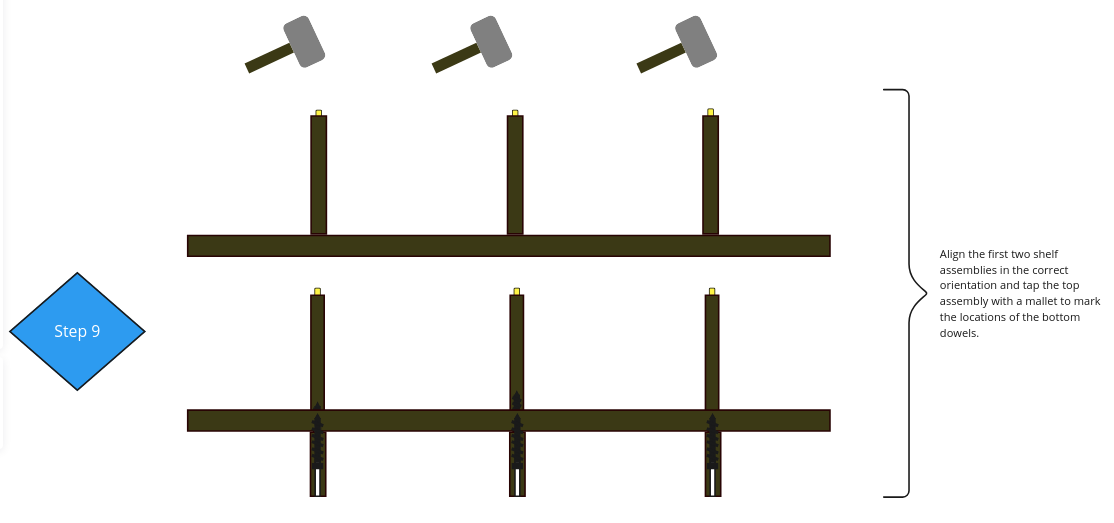 Step 9
Align the first two shelf
assemblies in the correct
orientation and tap the top
assembly with a mallet to mark
the locations of the bottom
dowels.